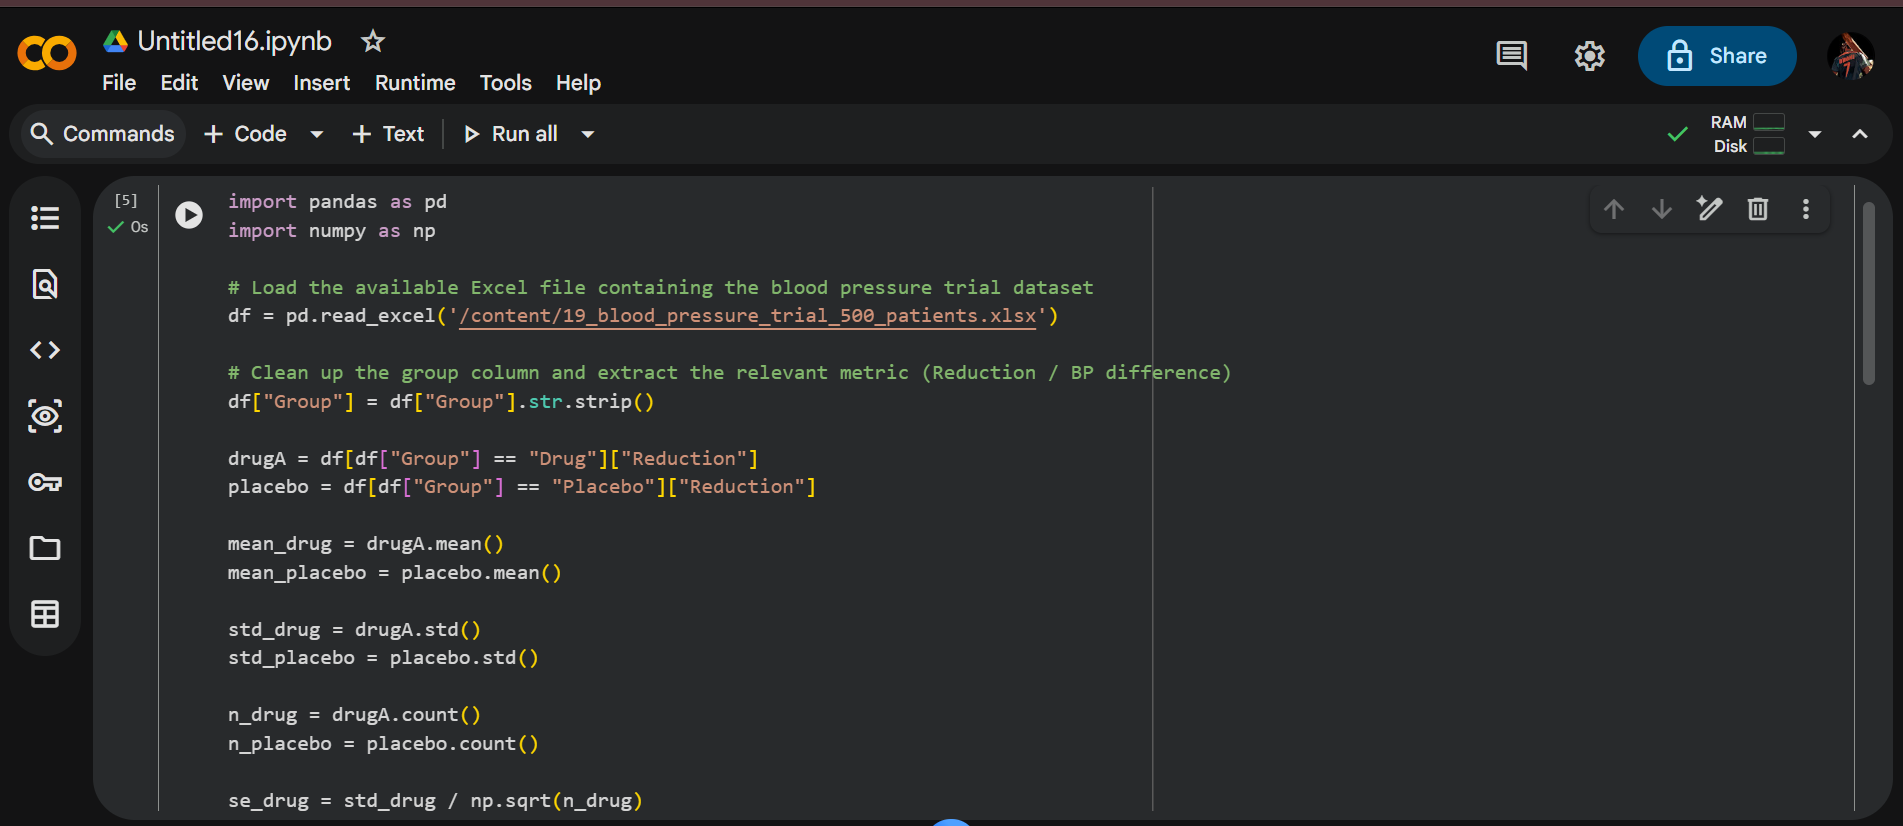 Untitled16.ipynb
File Edit View Insert Runtime Tools Help
Share
Commands + Code + Text Run all
RAM
Disk
[5]
0s
import pandas as pd
import numpy as np
# Load the available Excel file containing the blood pressure trial dataset
df = pd.read_excel('/content/19_blood_pressure_trial_500_patients.xlsx')
# Clean up the group column and extract the relevant metric (Reduction / BP difference)
df["Group"] = df["Group"].str.strip()
drugA = df[df["Group"] == "Drug"]["Reduction"]
placebo = df[df["Group"] == "Placebo"]["Reduction"]
mean_drug = drugA.mean()
mean_placebo = placebo.mean()
std_drug = drugA.std()
std_placebo = placebo.std()
n_drug = drugA.count()
n_placebo = placebo.count()
se_drug = std_drug / np.sqrt(n_drug)